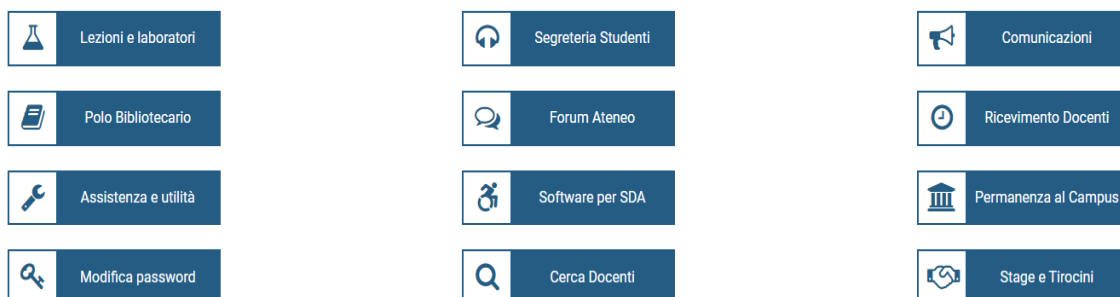 Lezioni e laboratori
Segreteria Studenti
Comunicazioni
Polo Bibliotecario
Forum Ateneo
Ricevimento Docenti
Assistenza e utilità
Software per SDA
Permanenza al Campus
Modifica password
Cerca Docenti
Stage e Tirocini